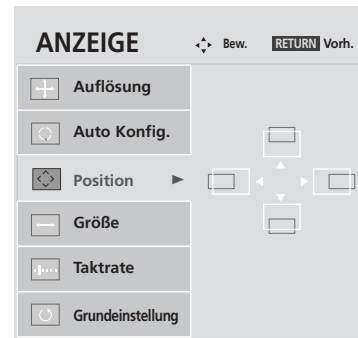 ANZEIGE Bew. RETURN Vorh.
Auflösung
Auto Konfig.
Position
Größe
Taktrate
Grundeinstellung